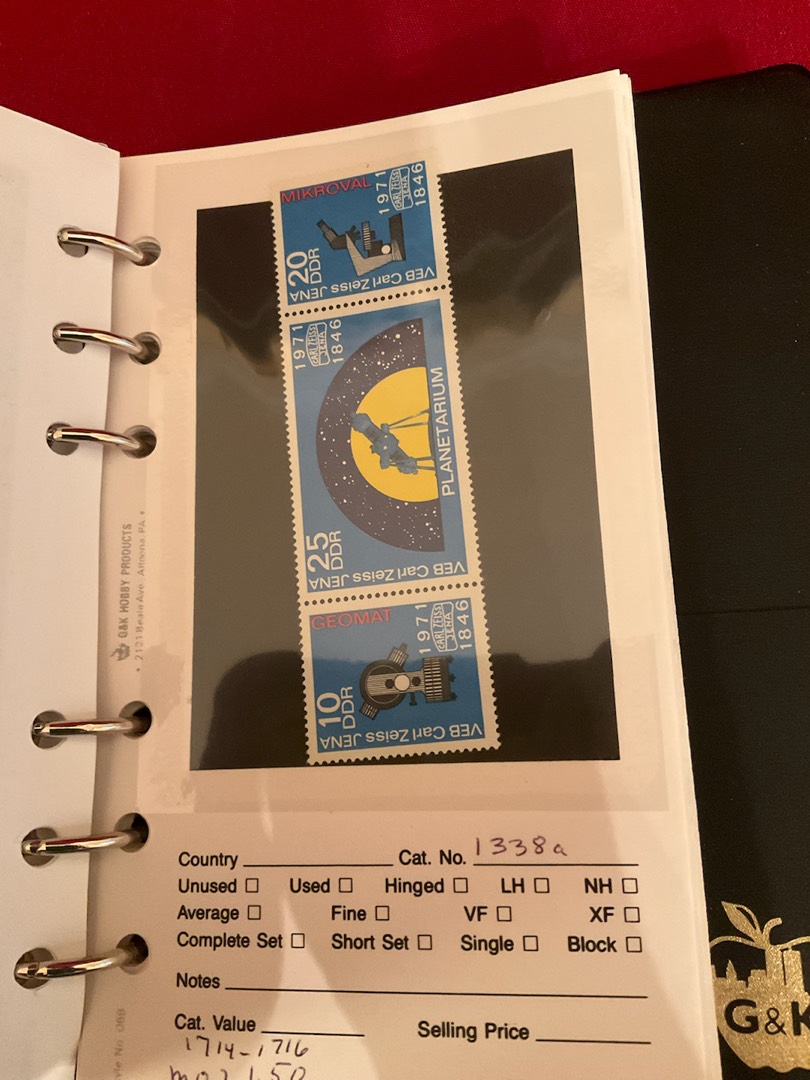 MIKROVAL
1971
CARL ZEISS
JENA
1846
20
DDR
VEB Carl Zeiss JENA
1971
CARL ZEISS
JENA
1846
PLANETARIUM
25
DDR
VEB Carl Zeiss JENA
GEOMAT
1971
CARL ZEISS
JENA
1846
10
DDR
VEB Carl Zeiss JENA
G&K HOBBY PRODUCTS
Country Cat. No. 1338a
Unused Used Hinged LH NH
Average Fine VF XF
Complete Set Short Set Single Block
Notes
Cat. Value Selling Price
1714-1716
1.50
G&K